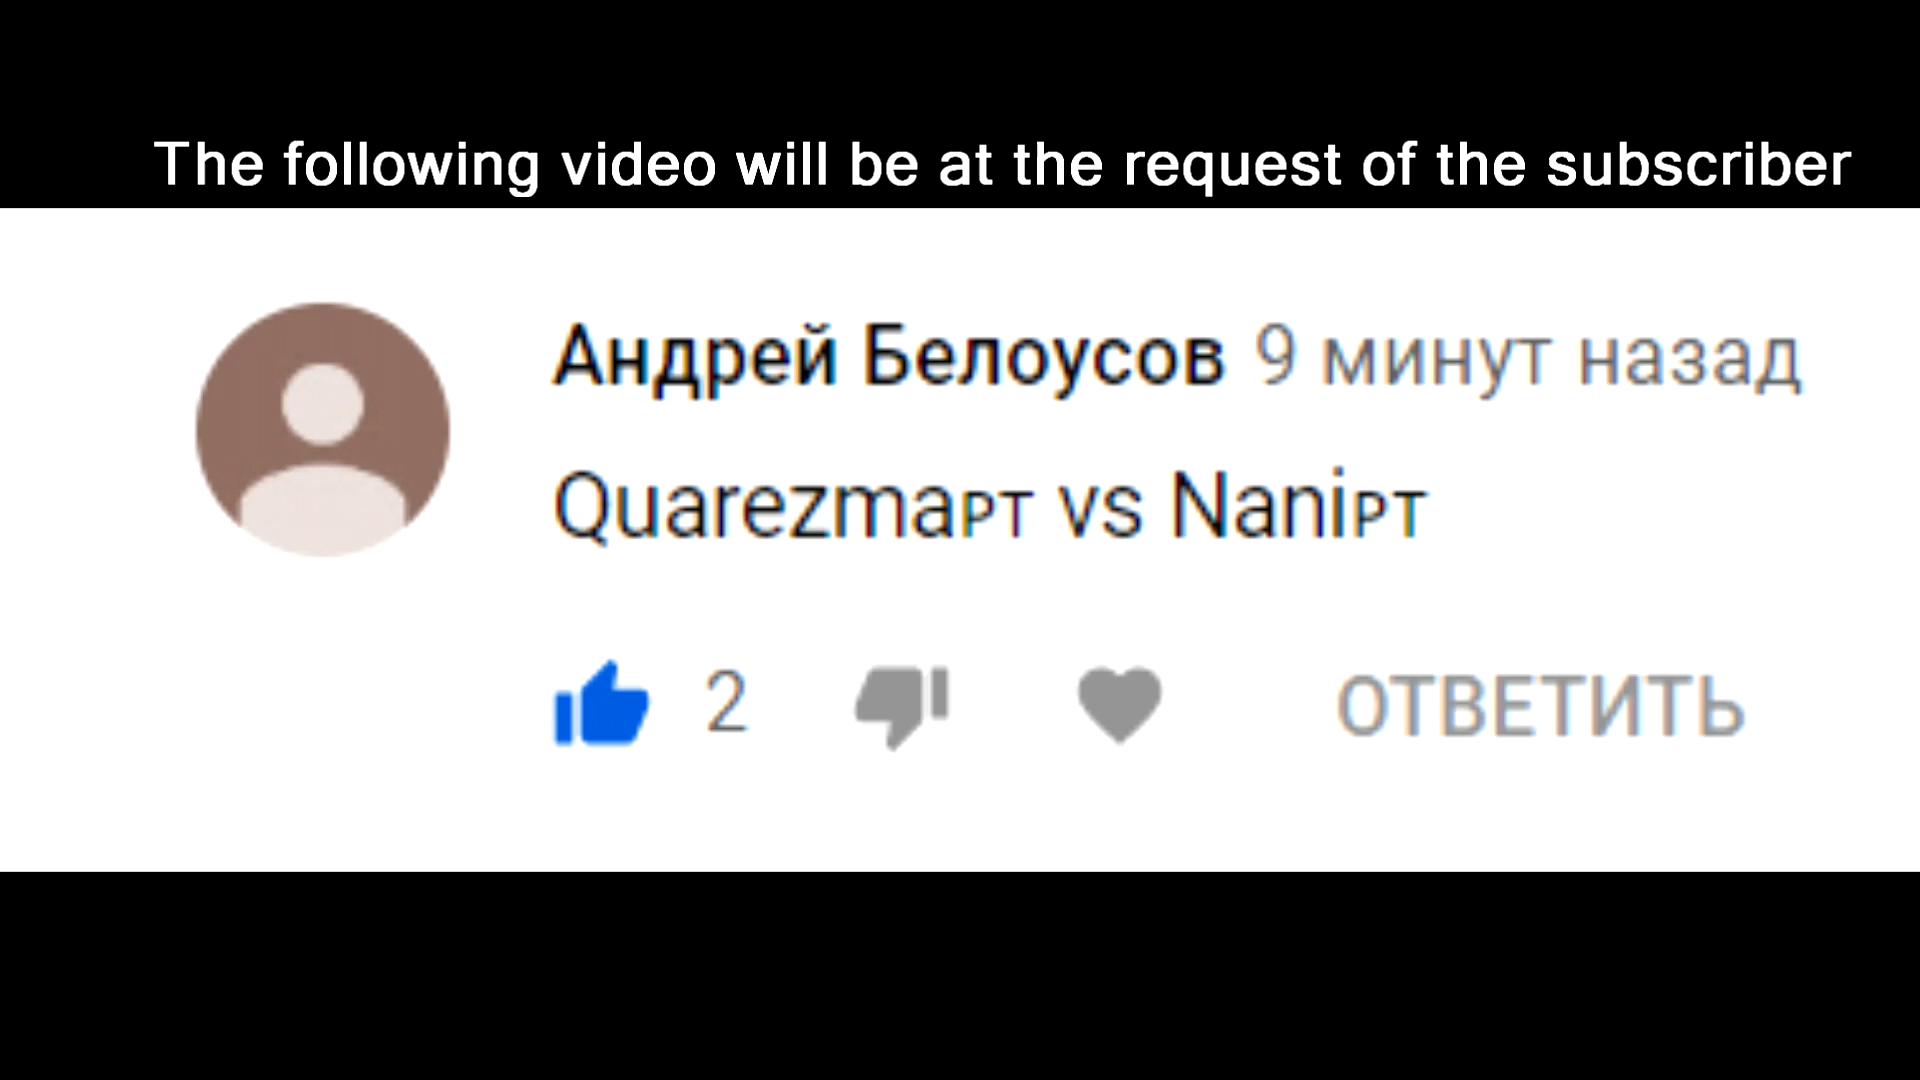 The following video will be at the request of the subscriber
Андрей Белоусов 9 минут назад
Quarezmaᴘᴛ vs Naniᴘᴛ
2 ОТВЕТИТЬ